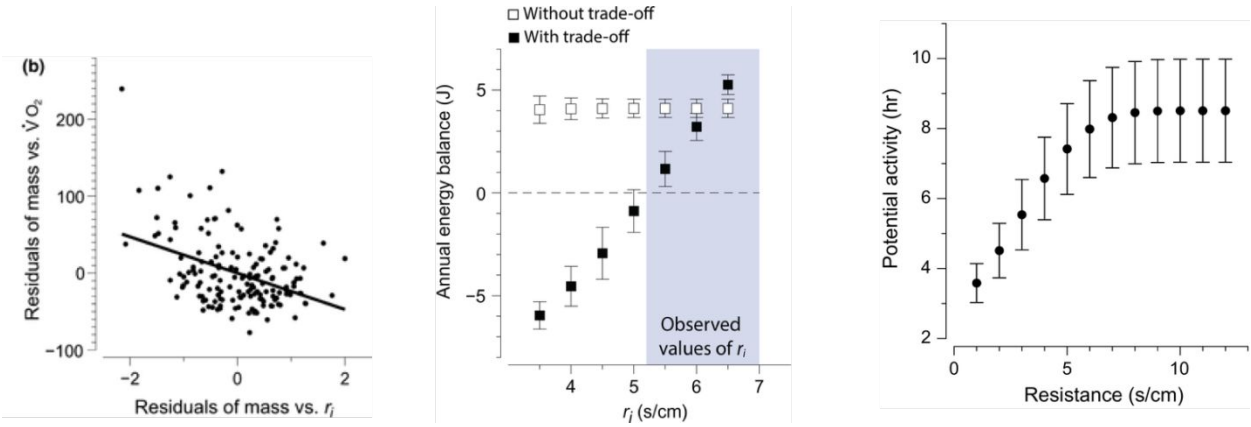 (b)
Residuals of mass vs. V̇O₂
200
100
0
−100
−2
0
2
Residuals of mass vs. rᵢ
Without trade-off
With trade-off
Annual energy balance (J)
5
0
−5
Observed
values of rᵢ
4
5
6
7
rᵢ (s/cm)
Potential activity (hr)
10
8
6
4
2
0
5
10
Resistance (s/cm)